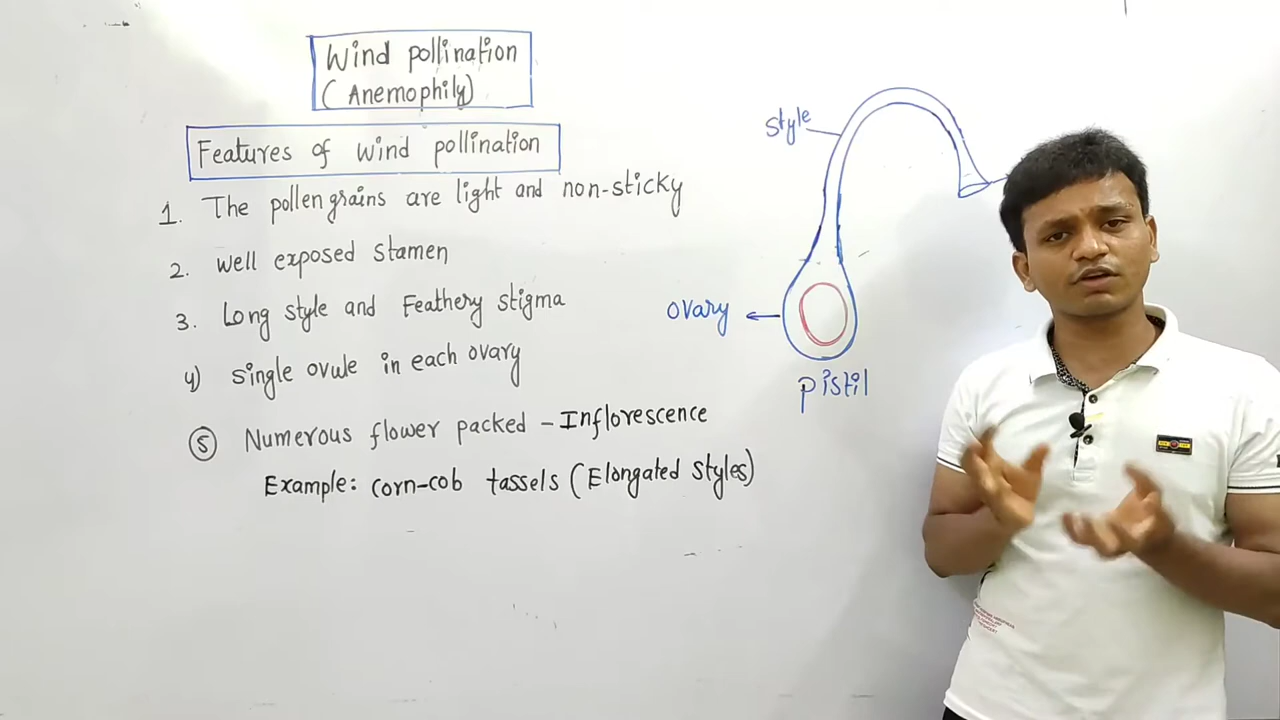 Wind pollination
(Anemophily)
Features of wind pollination
1. The pollengrains are light and non-sticky
2. well exposed stamen
3. Long style and Feathery stigma
4) single ovule in each ovary
5 Numerous flower packed - Inflorescence
Example: corn-cob tassels (Elongated styles)
style
ovary
pistil